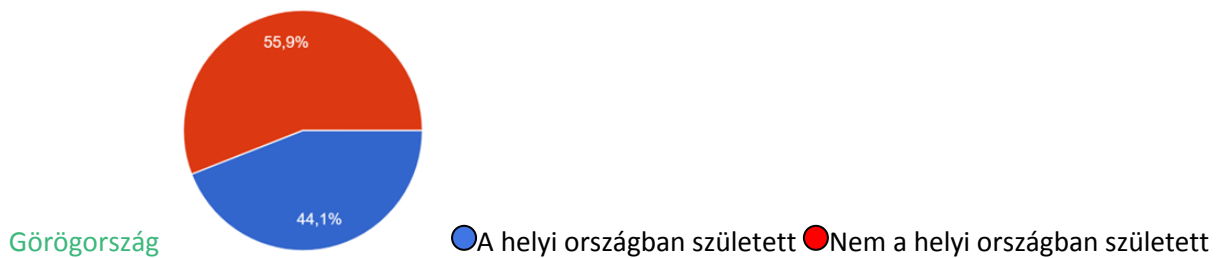 55,9%
44,1%
Görögország
A helyi országban született Nem a helyi országban született